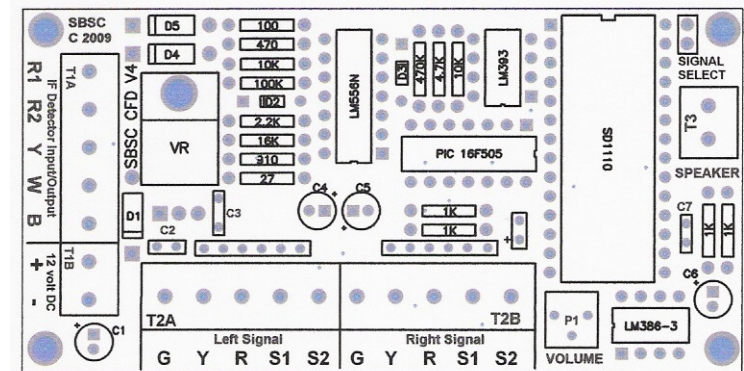 SBSC
C 2009
T1A
R1 R2 Y W B
IF Detector Input/Output
+ -
12 volt DC
T1B
C1
D5
D4
SBSC CFD V4
VR
D1
C2
C3
100
470
10K
100K
D2
2.2K
16K
910
27
C4
C5
LM556N
D3
470K
4.7K
10K
LM393
PIC 16F505
1K
1K
SD1110
SIGNAL
SELECT
T3
SPEAKER
C7
1K
1K
C6
P1
VOLUME
LM386-3
T2A
T2B
Left Signal
Right Signal
G Y R S1 S2 G Y R S1 S2